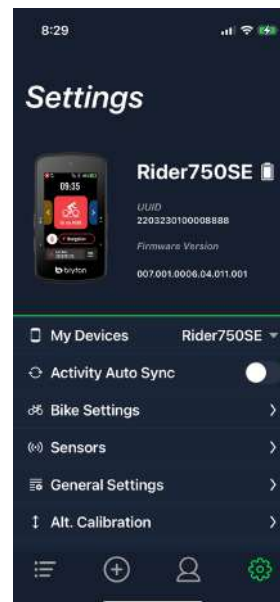 8:29
Settings
Rider750SE
UUID
2203230100008888
Firmware Version
007.001.0006.04.011.001
09:35
Navigation
bryton
My Devices
Rider750SE
Activity Auto Sync
Bike Settings
Sensors
General Settings
Alt. Calibration